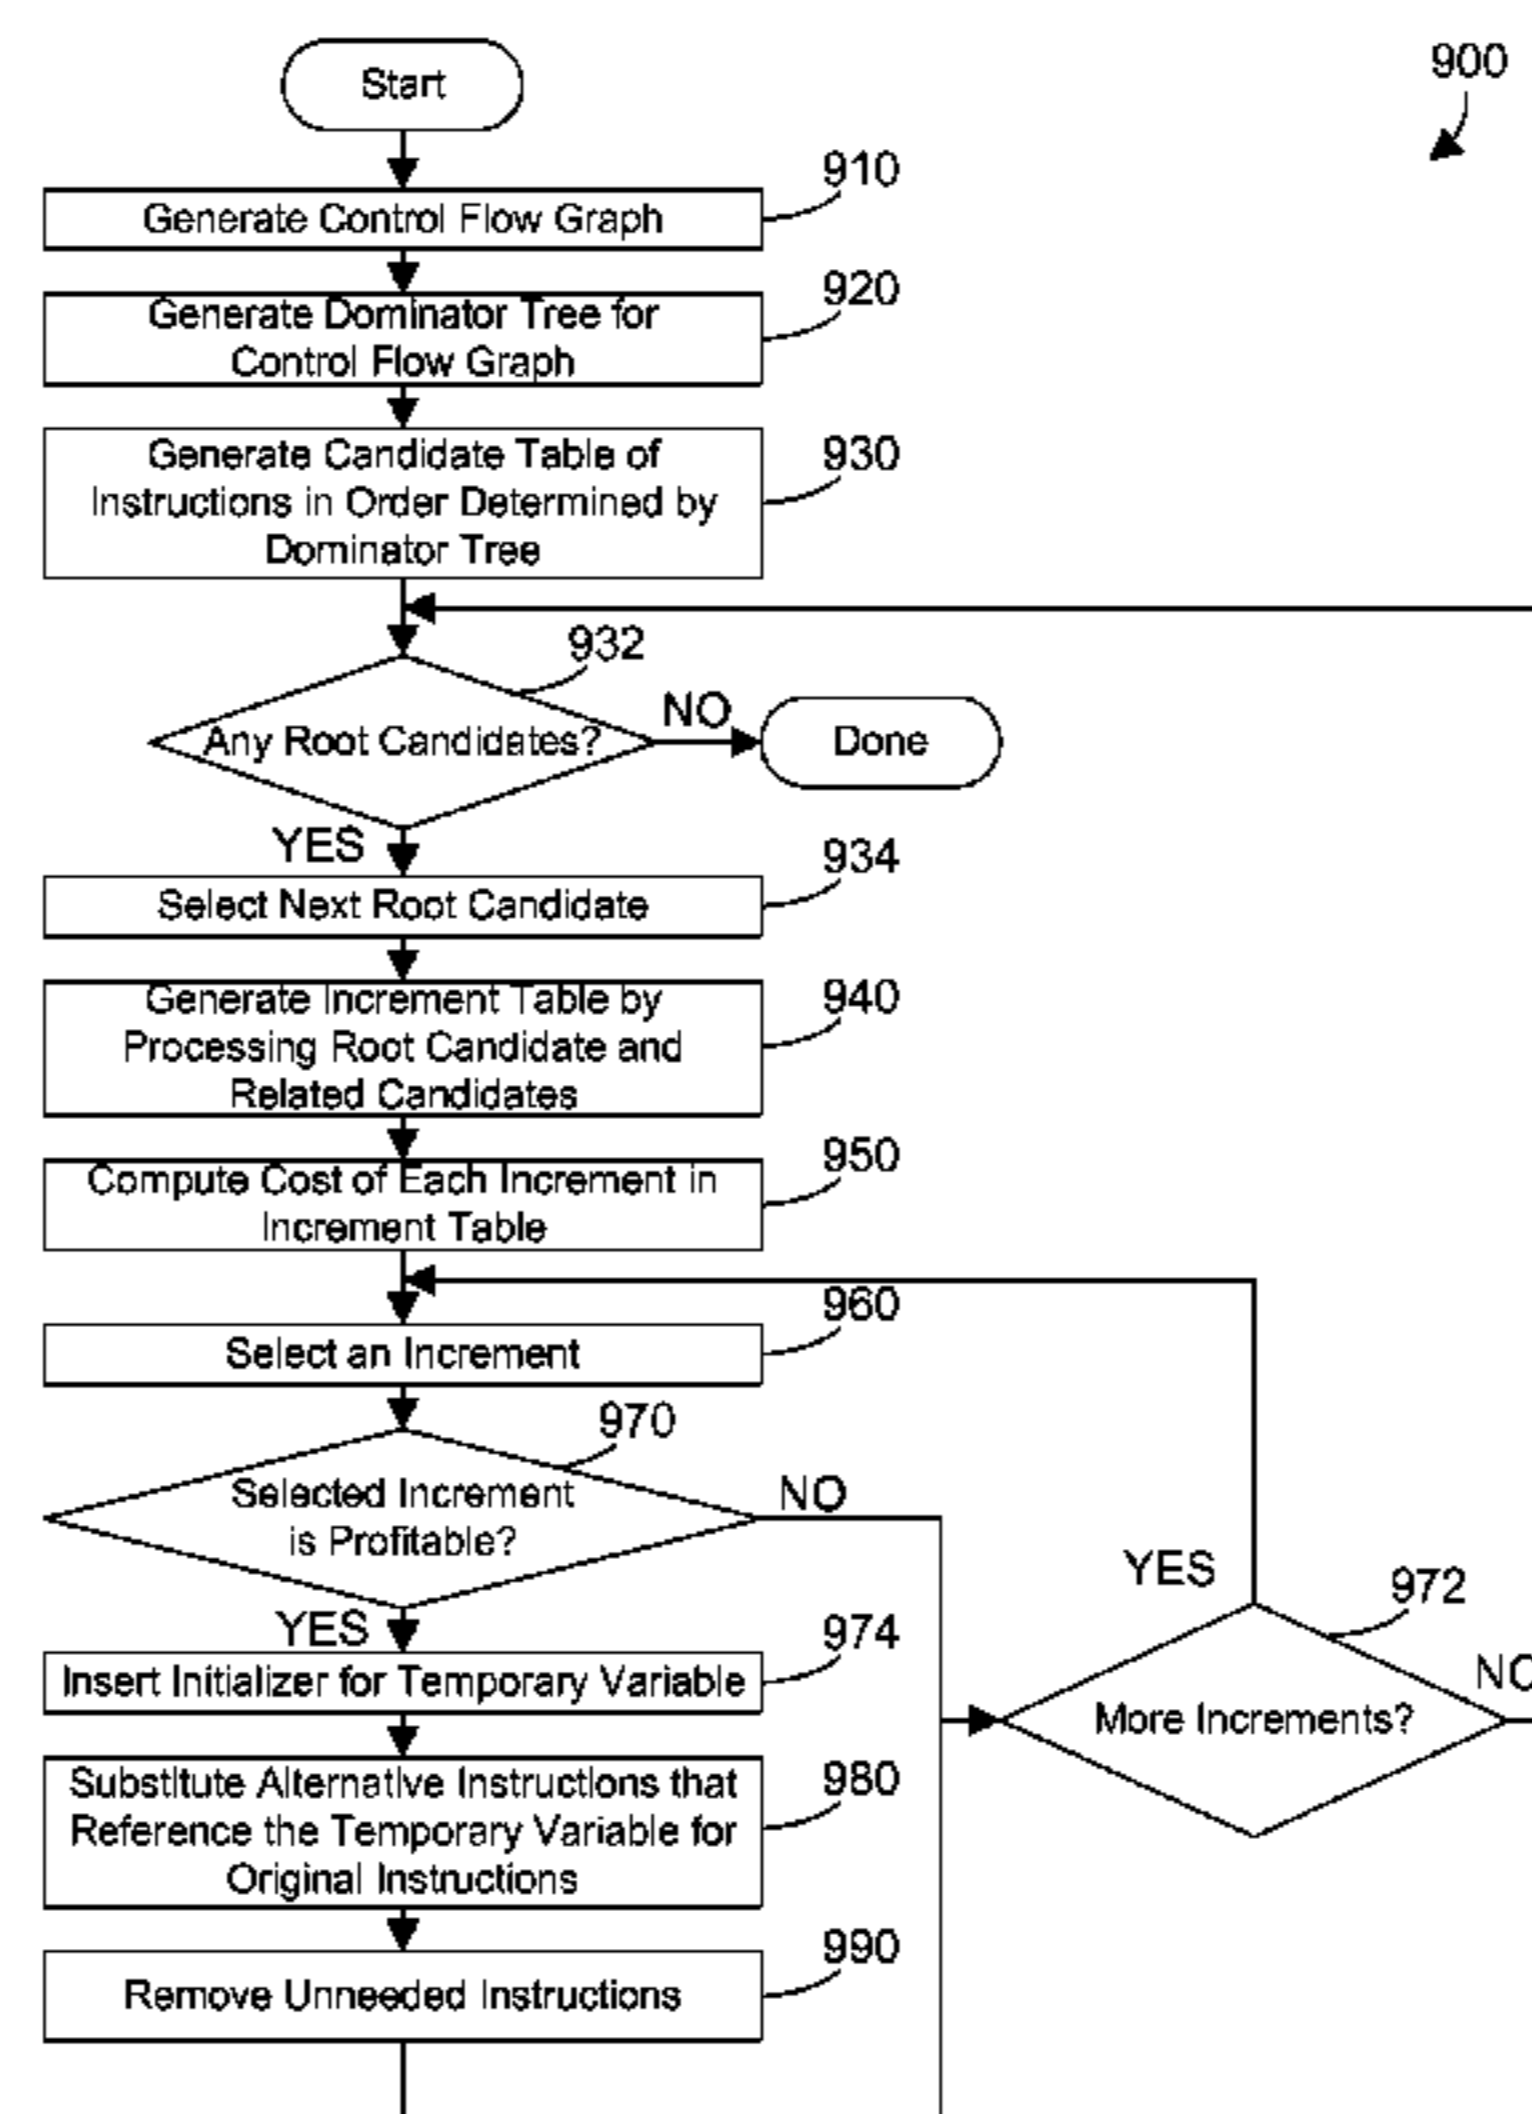 Start
900
910
Generate Control Flow Graph
920
Generate Dominator Tree for
Control Flow Graph
930
Generate Candidate Table of
Instructions in Order Determined by
Dominator Tree
932
Any Root Candidates?
NO
Done
YES
934
Select Next Root Candidate
940
Generate Increment Table by
Processing Root Candidate and
Related Candidates
950
Compute Cost of Each Increment in
Increment Table
960
Select an Increment
970
Selected Increment
is Profitable?
NO
YES
972
More Increments?
NO
YES
974
Insert Initializer for Temporary Variable
980
Substitute Alternative Instructions that
Reference the Temporary Variable for
Original Instructions
990
Remove Unneeded Instructions